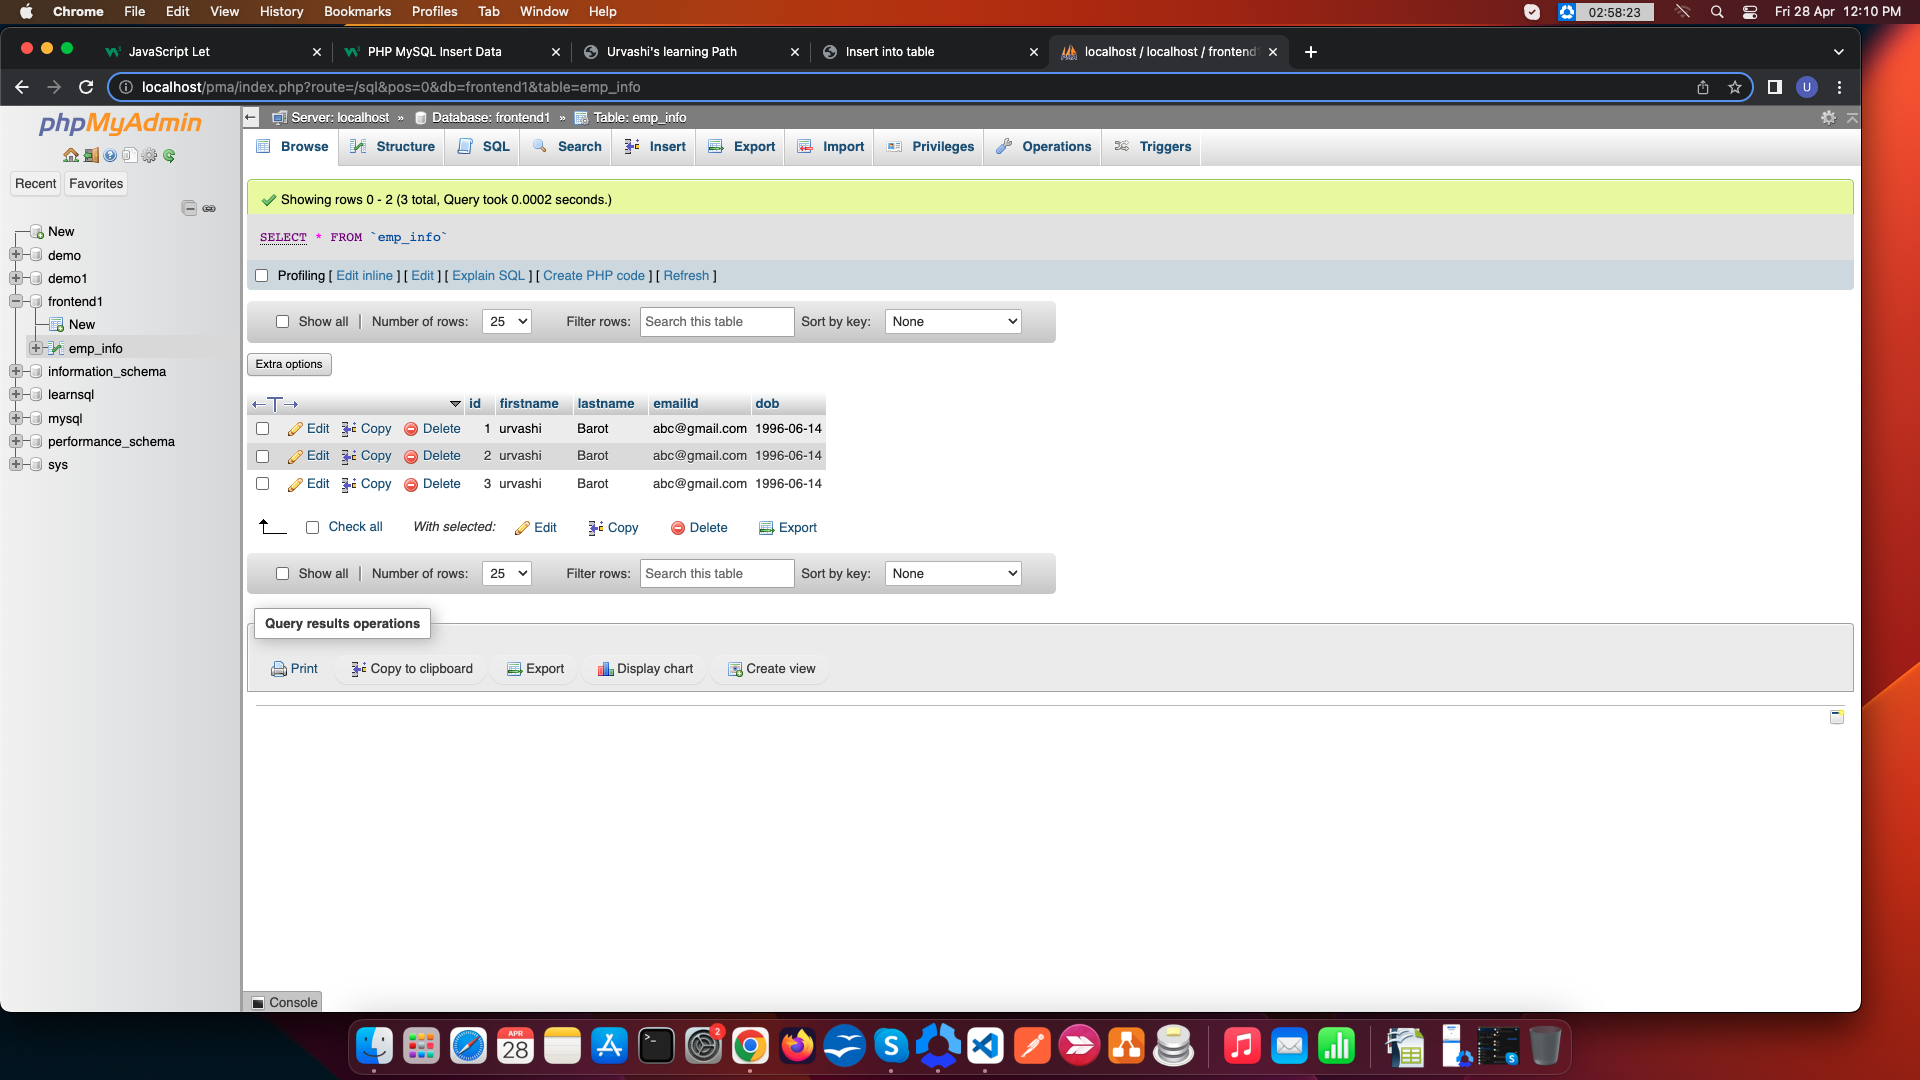 Chrome File Edit View History Bookmarks Profiles Tab Window Help 02:58:23 Fri 28 Apr 12:10 PM
JavaScript Let PHP MySQL Insert Data Urvashi's learning Path Insert into table localhost / localhost / frontend
localhost/pma/index.php?route=/sql&pos=0&db=frontend1&table=emp_info U
phpMyAdmin
Recent Favorites
New
demo
demo1
frontend1
New
emp_info
information_schema
learnsql
mysql
performance_schema
sys
Server: localhost » Database: frontend1 » Table: emp_info
Browse Structure SQL Search Insert Export Import Privileges Operations Triggers
Showing rows 0 - 2 (3 total, Query took 0.0002 seconds.)
SELECT * FROM `emp_info`
Profiling [ Edit inline ] [ Edit ] [ Explain SQL ] [ Create PHP code ] [ Refresh ]
Show all | Number of rows: 25 Filter rows: Search this table Sort by key: None
Extra options
id firstname lastname emailid dob
Edit Copy Delete 1 urvashi Barot abc@gmail.com 1996-06-14
Edit Copy Delete 2 urvashi Barot abc@gmail.com 1996-06-14
Edit Copy Delete 3 urvashi Barot abc@gmail.com 1996-06-14
Check all With selected: Edit Copy Delete Export
Show all | Number of rows: 25 Filter rows: Search this table Sort by key: None
Query results operations
Print Copy to clipboard Export Display chart Create view
Console
APR
28
2